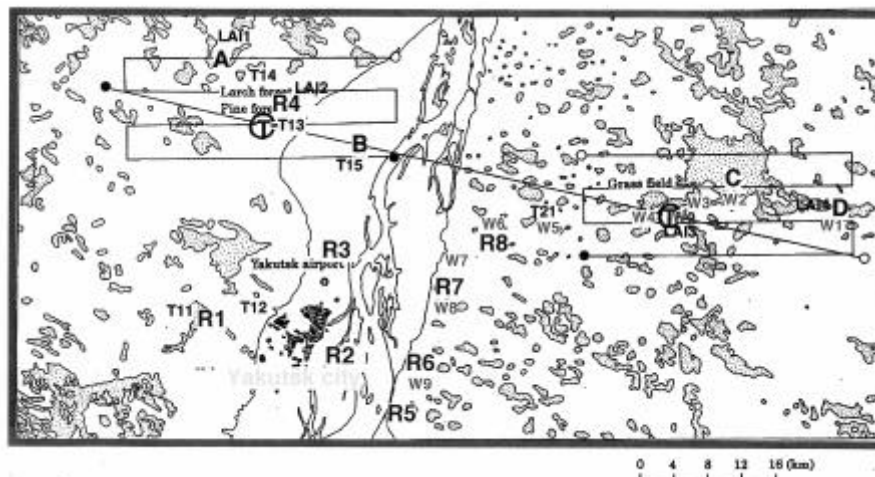 LAI1
A
T14
Larch forest LAI2
R4
Pine fore
T T13
B
T15
C
Grass field
W3 W2
T21
W4
LAI3
D
W1
W6
W5
R8
R3
W7
Yakutsk airport
R7
T11
R1
T12
W8
R2
R6
Yakutsk city
W9
R5
0 4 8 12 16 (km)